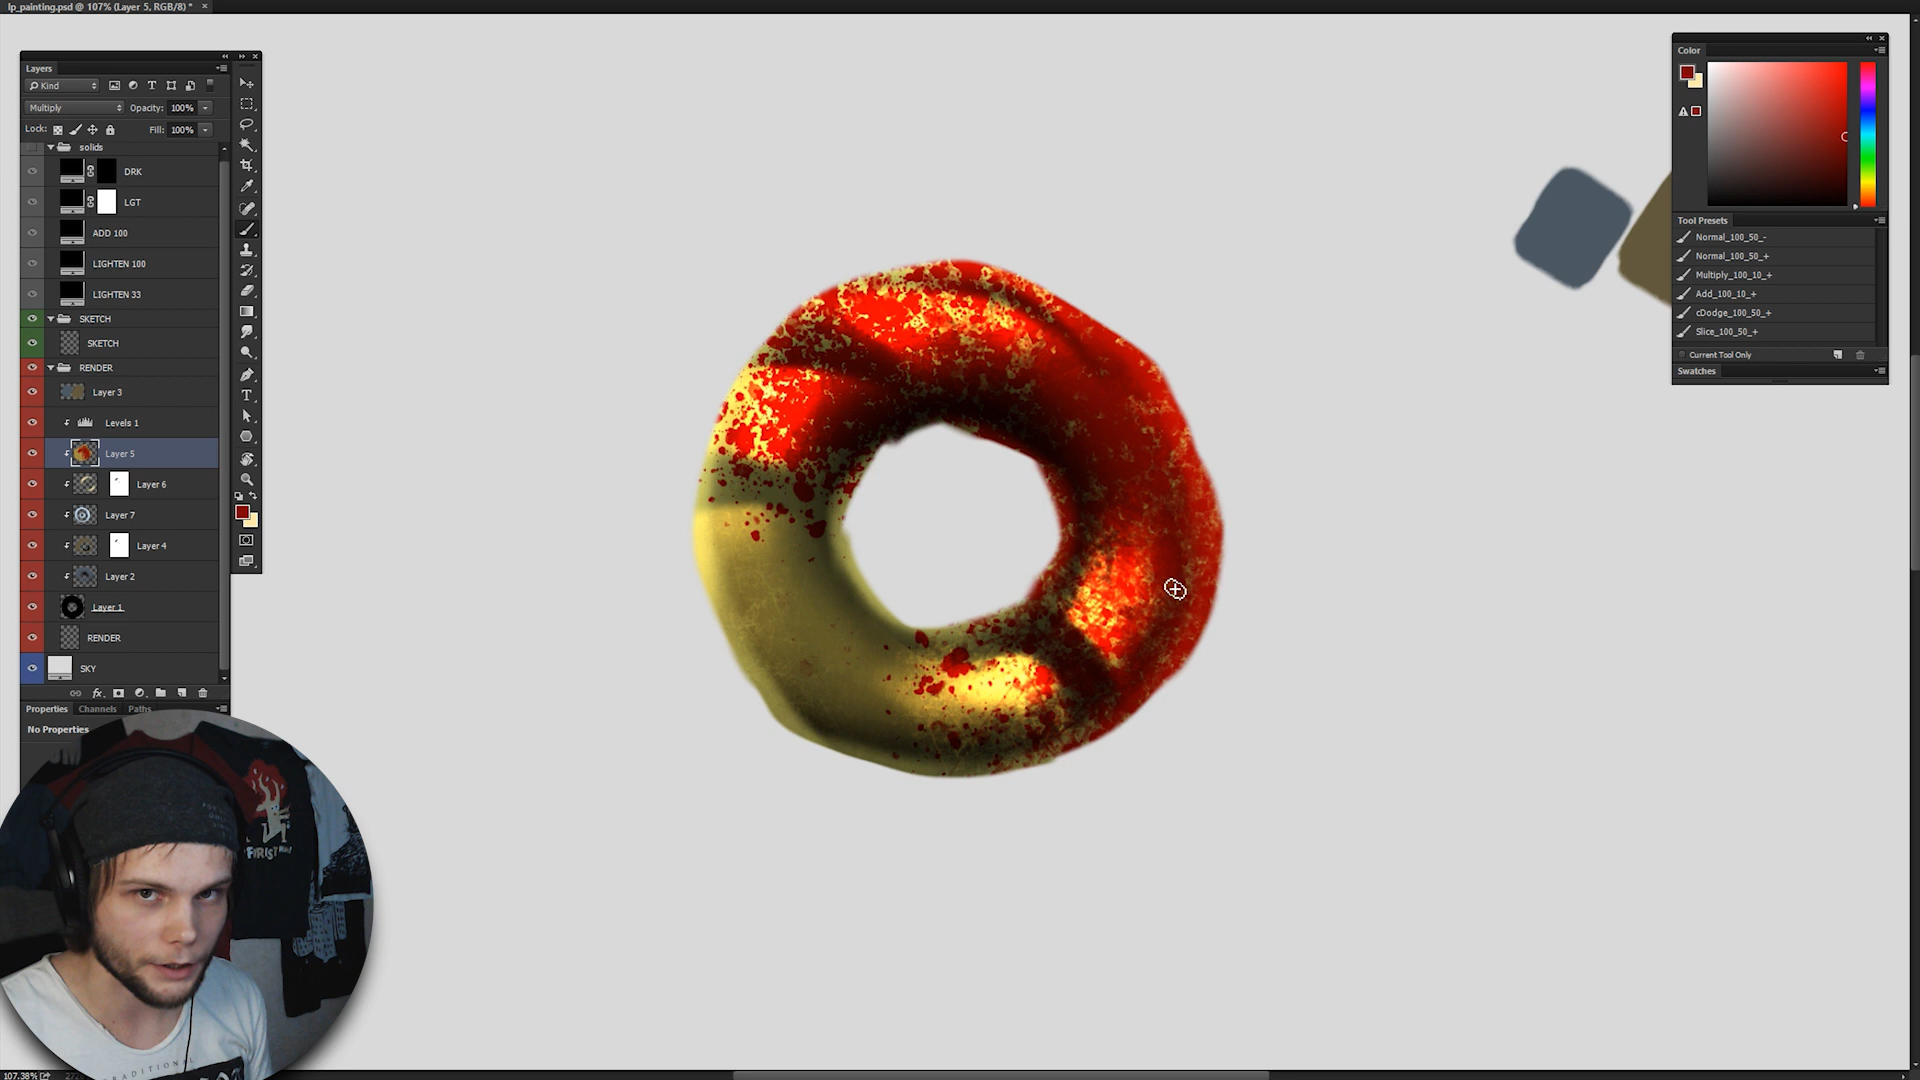 lp_painting.psd @ 107% (Layer 5, RGB/8) *
Layers
Kind
Multiply
Opacity: 100%
Lock:
Fill: 100%
solids
DRK
LGT
ADD 100
LIGHTEN 100
LIGHTEN 33
SKETCH
SKETCH
RENDER
Layer 3
Levels 1
Layer 5
Layer 6
Layer 7
Layer 4
Layer 2
Layer 1
RENDER
SKY
fx
Properties
Channels
Paths
No Properties
Color
Tool Presets
Normal_100_50_-
Normal_100_50_+
Multiply_100_10_+
Add_100_10_+
cDodge_100_50_+
Slice_100_50_+
Current Tool Only
Swatches
107.38%